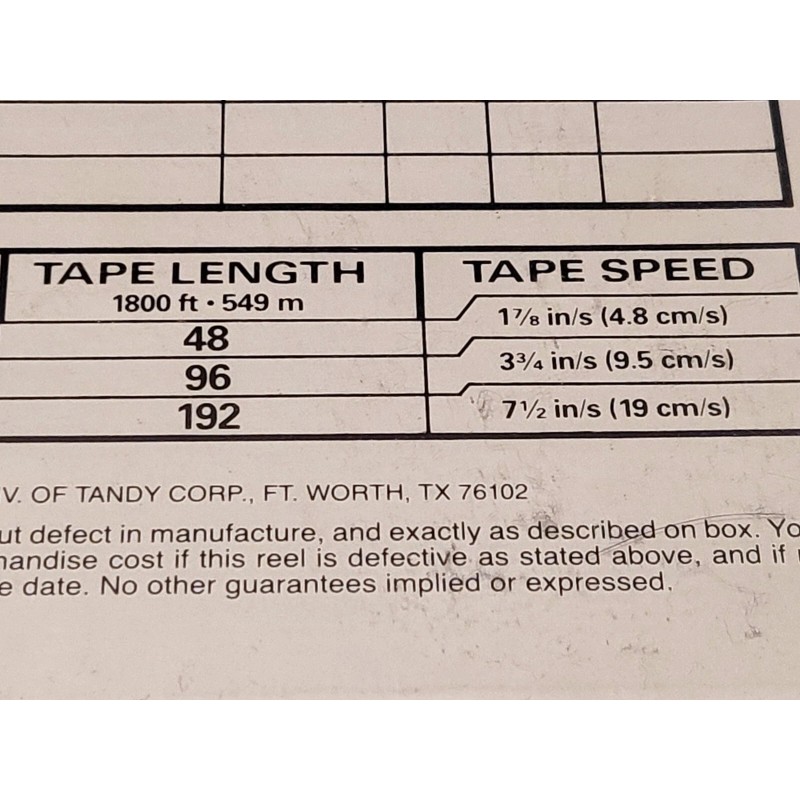 TAPE LENGTH TAPE SPEED
1800 ft • 549 m
1⅞ in/s (4.8 cm/s)
48
3¾ in/s (9.5 cm/s)
96
7½ in/s (19 cm/s)
192
V. OF TANDY CORP., FT. WORTH, TX 76102
ut defect in manufacture, and exactly as described on box. Yo
handise cost if this reel is defective as stated above, and if
e date. No other guarantees implied or expressed.